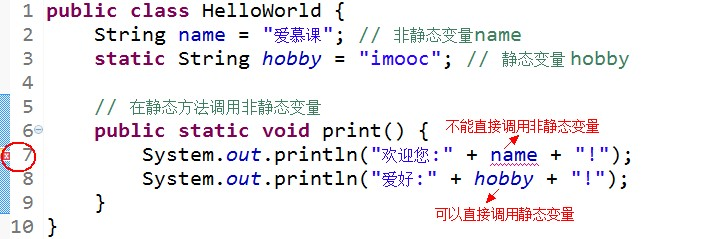 1 public class HelloWorld {
2 String name = "爱慕课"; // 非静态变量name
3 static String hobby = "imooc"; // 静态变量 hobby
4
5 // 在静态方法调用非静态变量
6 public static void print() {
不能直接调用非静态变量
7 System.out.println("欢迎您:" + name + "!");
8 System.out.println("爱好:" + hobby + "!");
9 }
可以直接调用静态变量
10 }